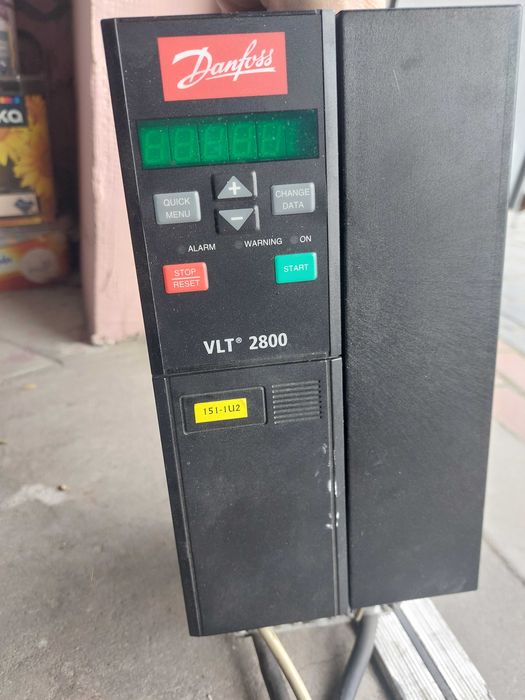 Danfoss
QUICK
MENU
+
-
CHANGE
DATA
ALARM
WARNING
ON
STOP
RESET
START
VLT® 2800
151-1U2